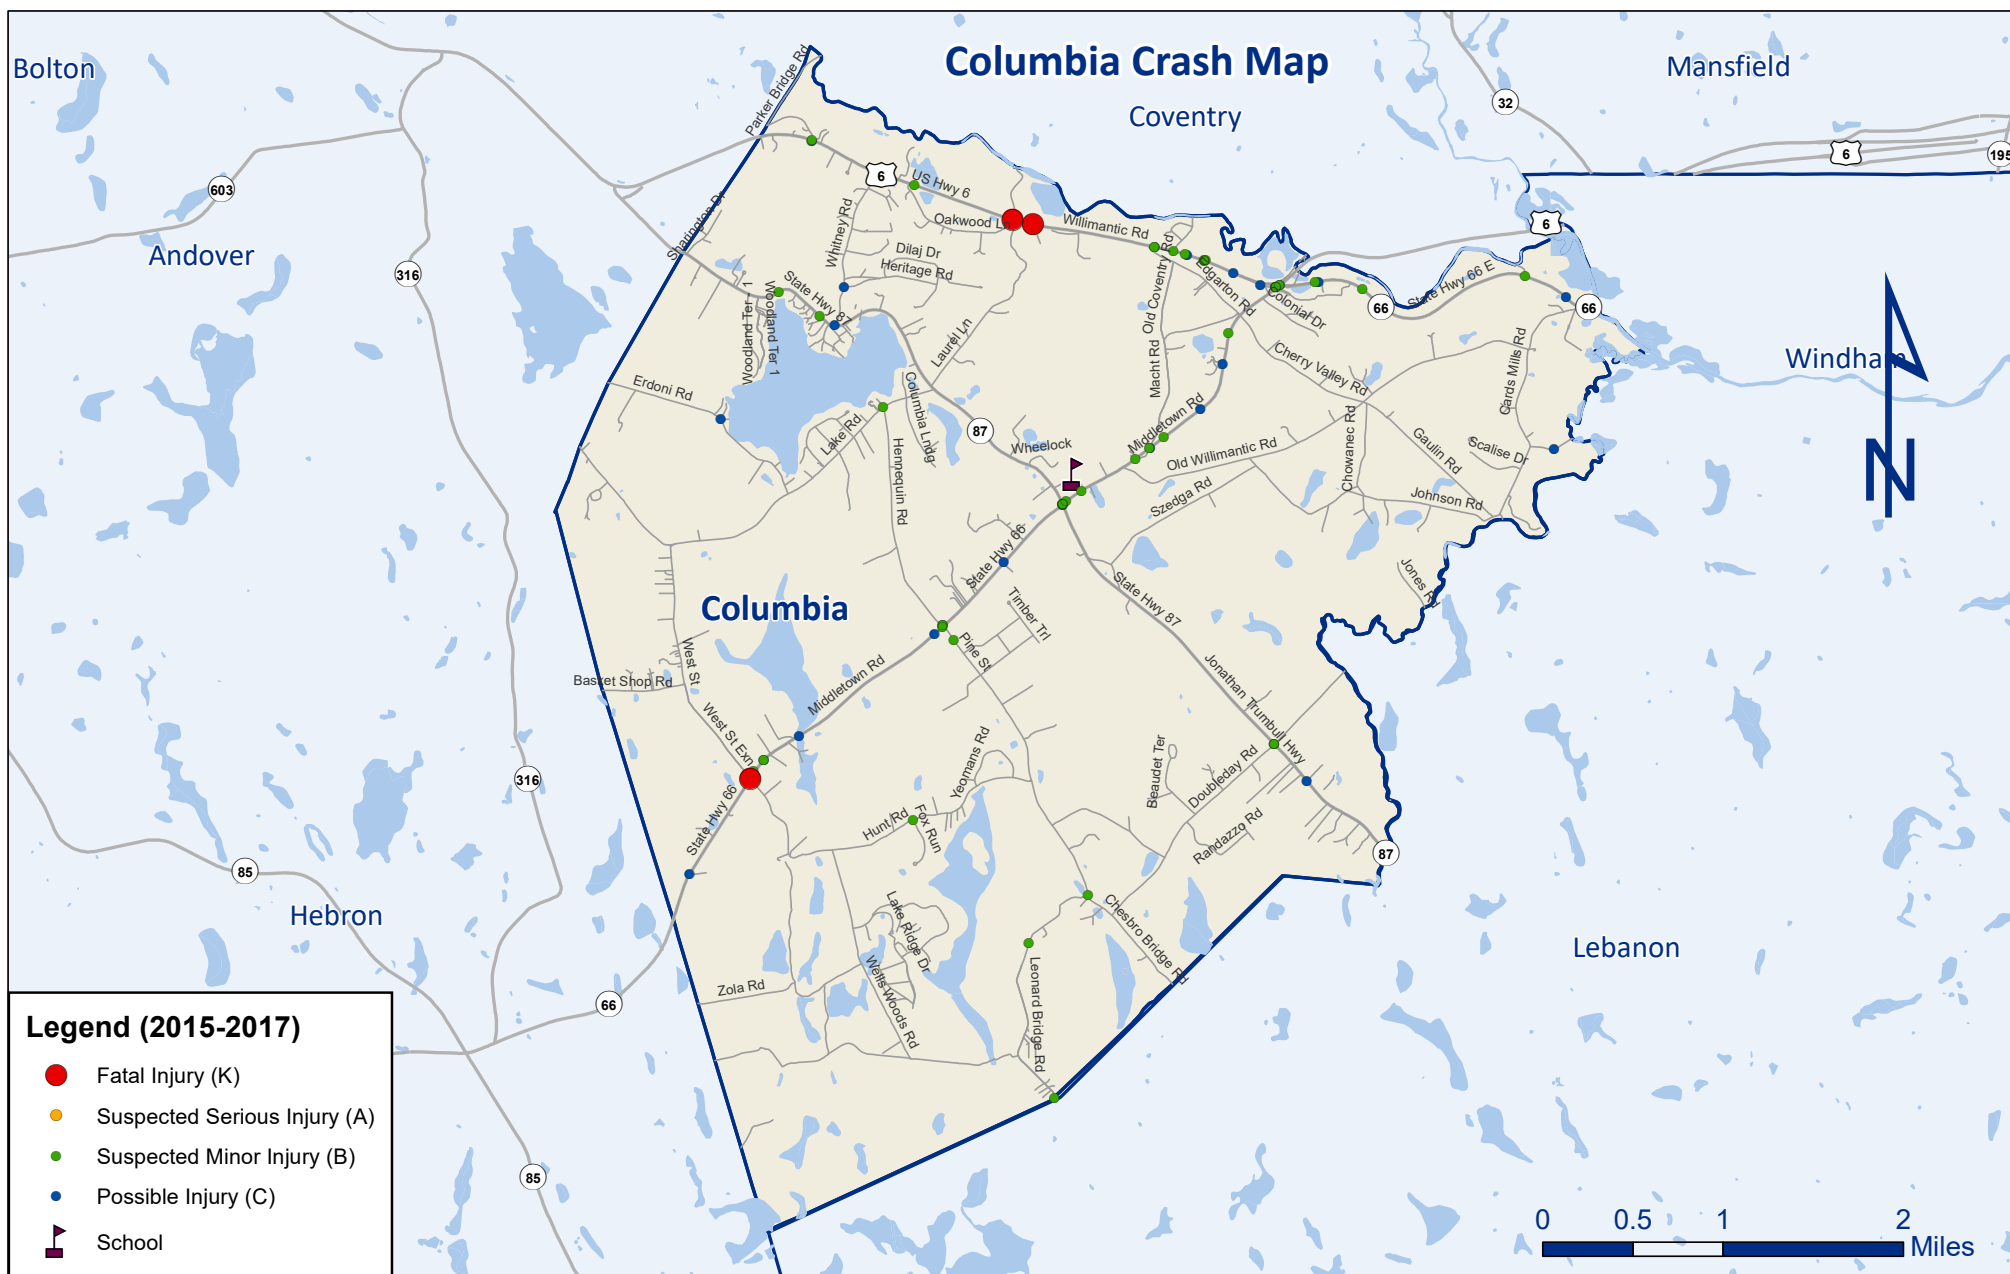 Columbia Crash Map
Bolton
Mansfield
Coventry
32
6
195
Parker Bridge Rd
603
6
US Hwy 6
Andover
316
Sharington Dr
Whitney Rd
Oakwood Ln
Willimantic Rd
6
Dilaj Dr
Heritage Rd
Old Coventry Rd
Edgarton Rd
Colonial Dr
State Hwy 66 E
66
66
State Hwy 87
Woodland Ter 1
Woodland Ter 1
Laurel Ln
Macht Rd
Cherry Valley Rd
Cards Mills Rd
Windham
Erdoni Rd
Columbia Lndg
87
Lake Rd
Hennequin Rd
Wheelock
Middletown Rd
Old Willimantic Rd
Chowanec Rd
Gaulin Rd
Scalise Dr
N
Szedga Rd
Johnson Rd
State Hwy 66
Columbia
Timber Trl
State Hwy 87
Jones Rd
West St
Pine St
Basket Shop Rd
Middletown Rd
Jonathan Trumbull Hwy
West St Exn
316
State Hwy 66
Yeomans Rd
Beaudet Ter
Doubleday Rd
Hunt Rd
Fox Run
Randazzo Rd
87
85
Hebron
Lake Ridge Dr
Chesbro Bridge Rd
Lebanon
Zola Rd
Wells Woods Rd
Leonard Bridge Rd
66
Legend (2015-2017)
Fatal Injury (K)
Suspected Serious Injury (A)
Suspected Minor Injury (B)
Possible Injury (C)
School
85
0 0.5 1 2
Miles